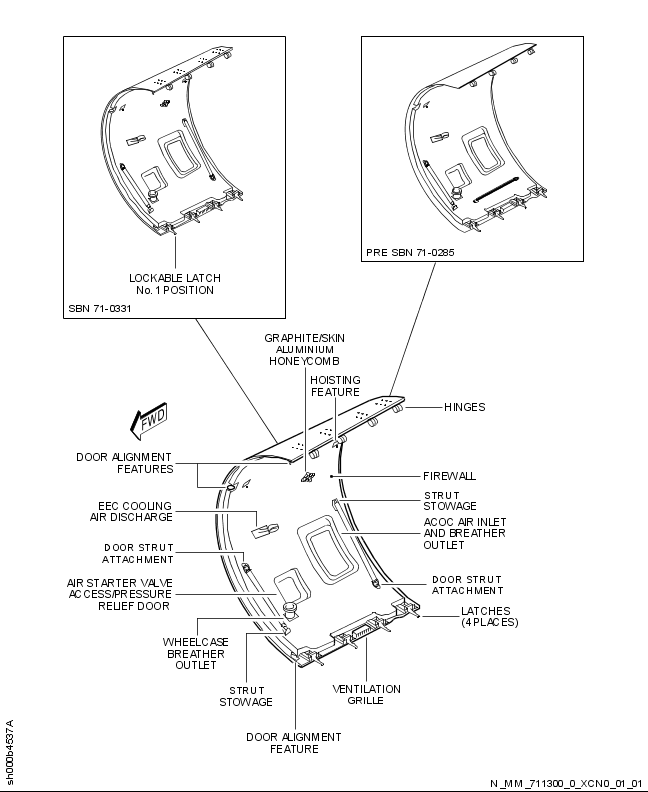 LOCKABLE LATCH
No. 1 POSITION
SBN 71-0331
PRE SBN 71-0285
GRAPHITE/SKIN
ALUMINIUM
HONEYCOMB
HOISTING
FEATURE
HINGES
FWD
DOOR ALIGNMENT
FEATURES
FIREWALL
STRUT
STOWAGE
EEC COOLING
AIR DISCHARGE
ACOC AIR INLET
AND BREATHER
OUTLET
DOOR STRUT
ATTACHMENT
AIR STARTER VALVE
ACCESS/PRESSURE
RELIEF DOOR
DOOR STRUT
ATTACHMENT
LATCHES
(4 PLACES)
WHEELCASE
BREATHER
OUTLET
STRUT
STOWAGE
VENTILATION
GRILLE
DOOR ALIGNMENT
FEATURE
sh000b4537A
N_MM_711300_0_XCN0_01_01